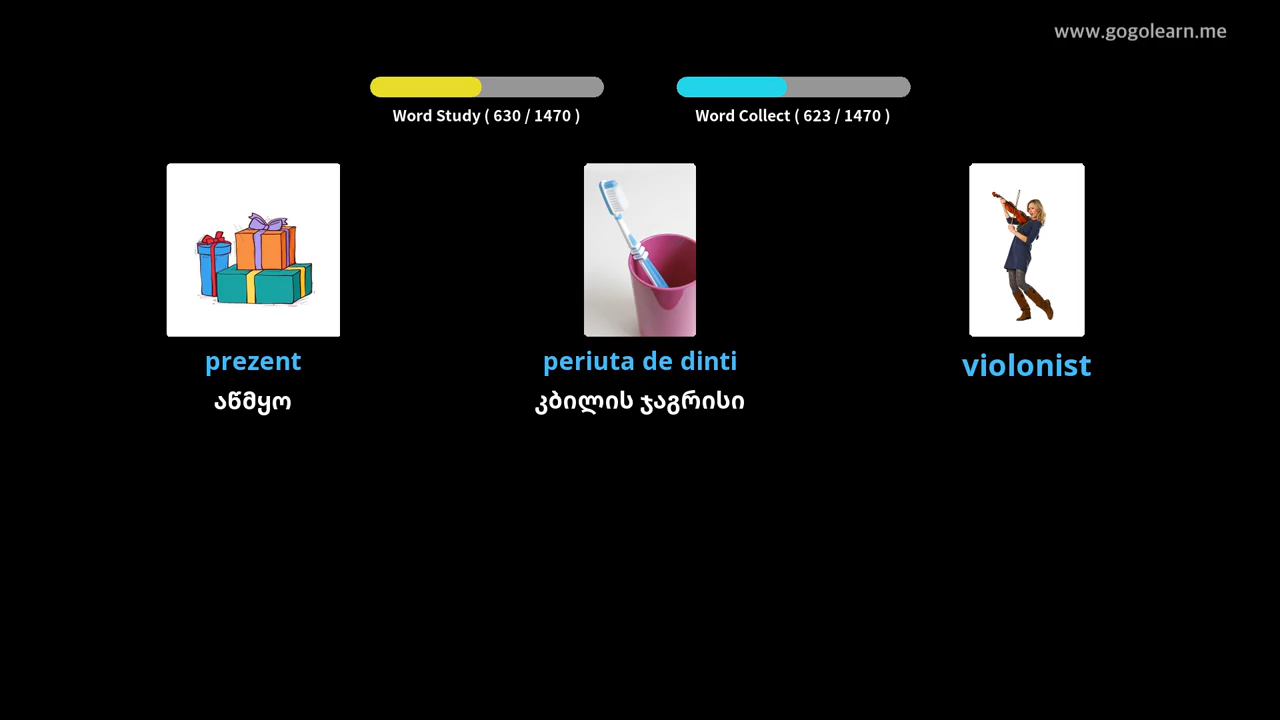 www.gogolearn.me
Word Study ( 630 / 1470 )
Word Collect ( 623 / 1470 )
prezent
periuta de dinti
violonist
აწმყო
კბილის ჯაგრისი